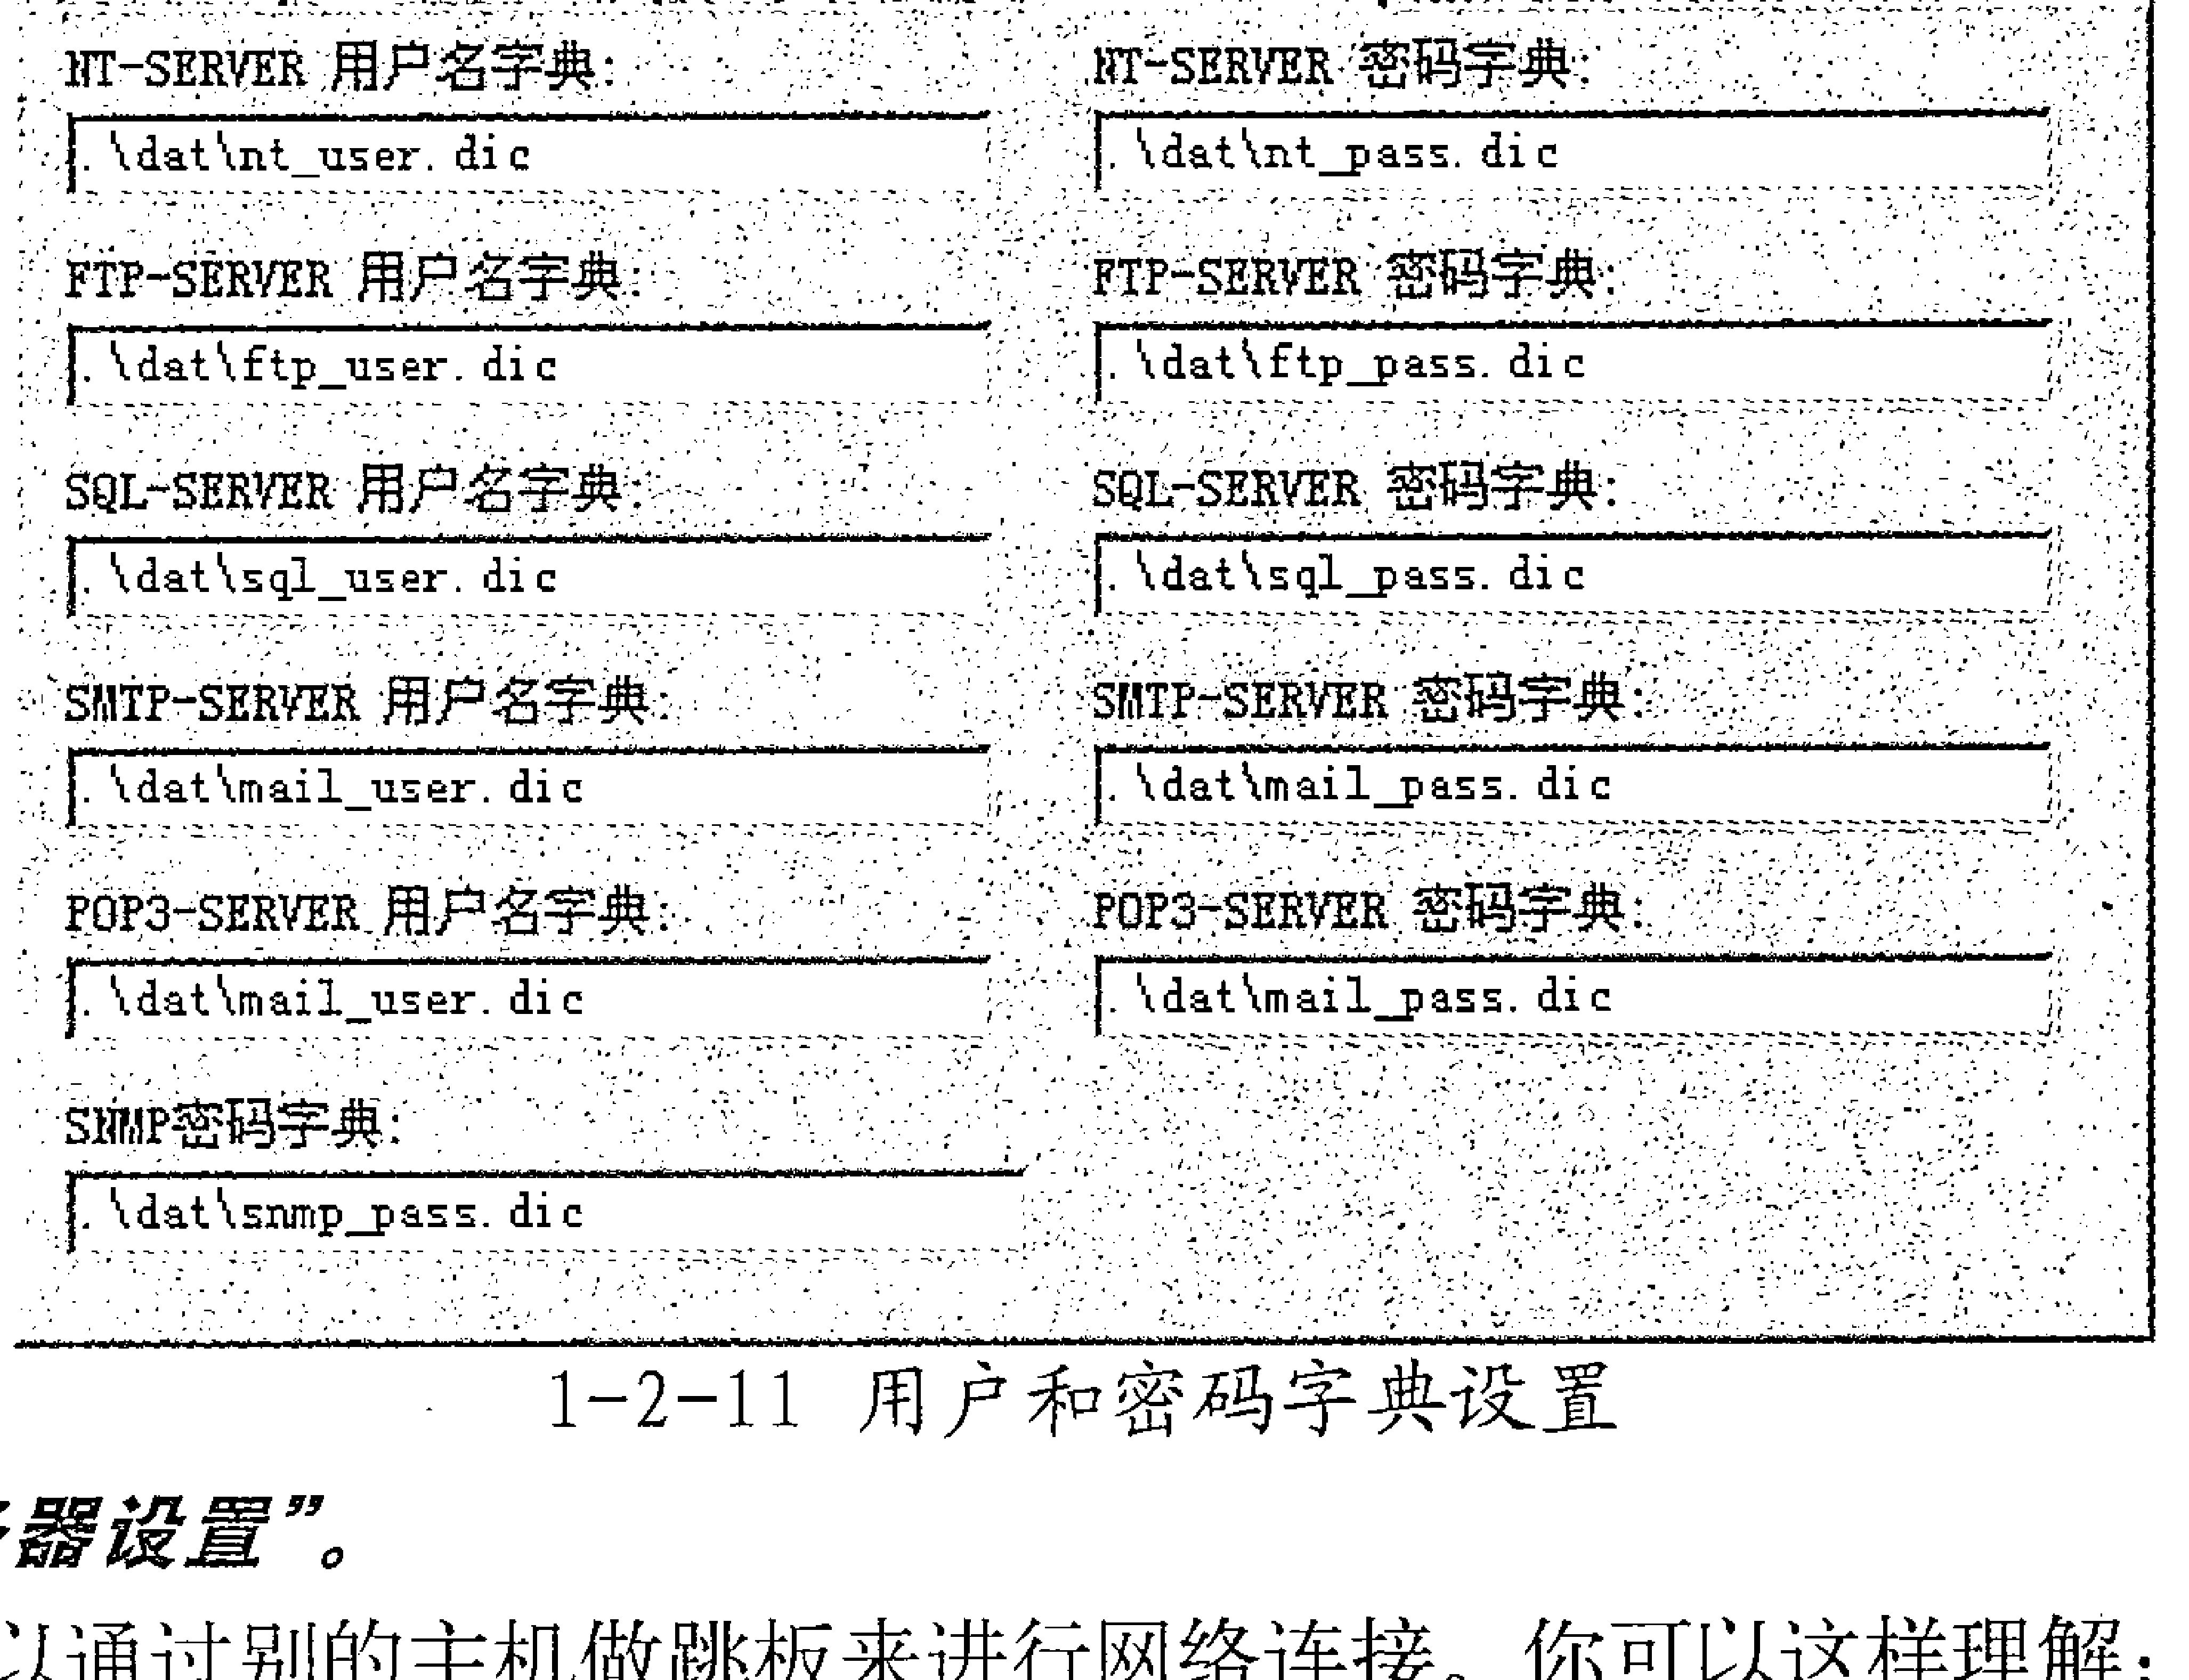 NT-SERVER 用户名字典: NT-SERVER 密码字典:
.\dat\nt_user.dic .\dat\nt_pass.dic
FTP-SERVER 用户名字典: FTP-SERVER 密码字典:
.\dat\ftp_user.dic .\dat\ftp_pass.dic
SQL-SERVER 用户名字典: SQL-SERVER 密码字典:
.\dat\sql_user.dic .\dat\sql_pass.dic
SMTP-SERVER 用户名字典: SMTP-SERVER 密码字典:
.\dat\mail_user.dic .\dat\mail_pass.dic
POP3-SERVER 用户名字典: POP3-SERVER 密码字典:
.\dat\mail_user.dic .\dat\mail_pass.dic
SNMP密码字典:
.\dat\snmp_pass.dic
1-2-11 用户和密码字典设置
器设置”。
以通过别的主机做跳板来进行网络连接。你可以这样理解: